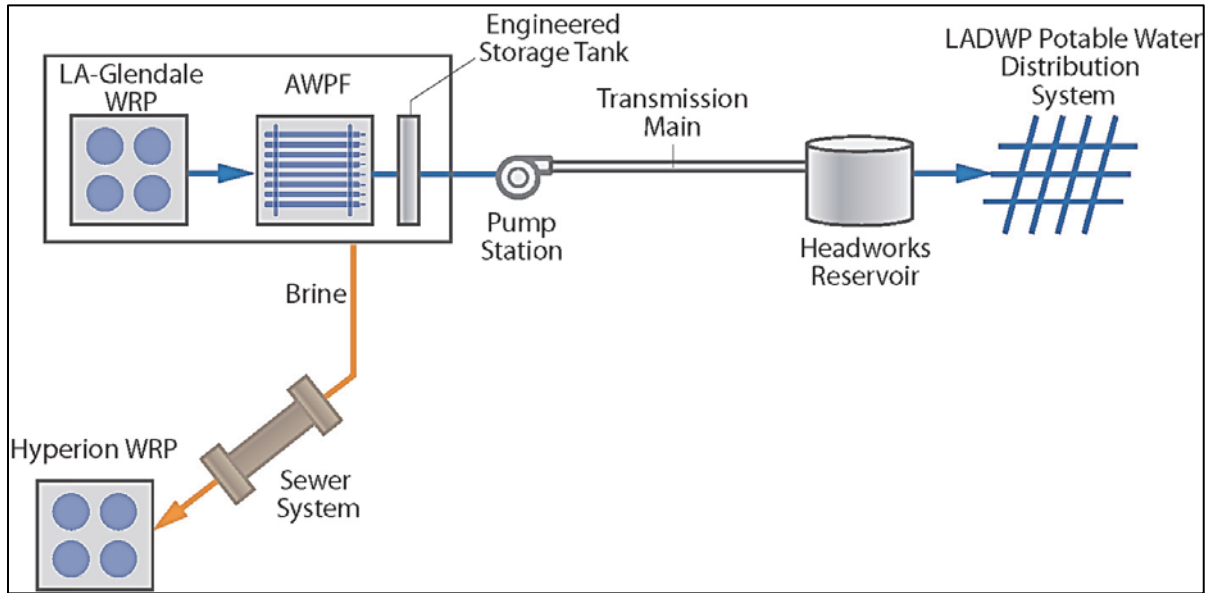 Engineered
Storage Tank
LADWP Potable Water
Distribution
System
LA-Glendale
WRP
AWPF
Transmission
Main
Pump
Station
Headworks
Reservoir
Brine
Hyperion WRP
Sewer
System